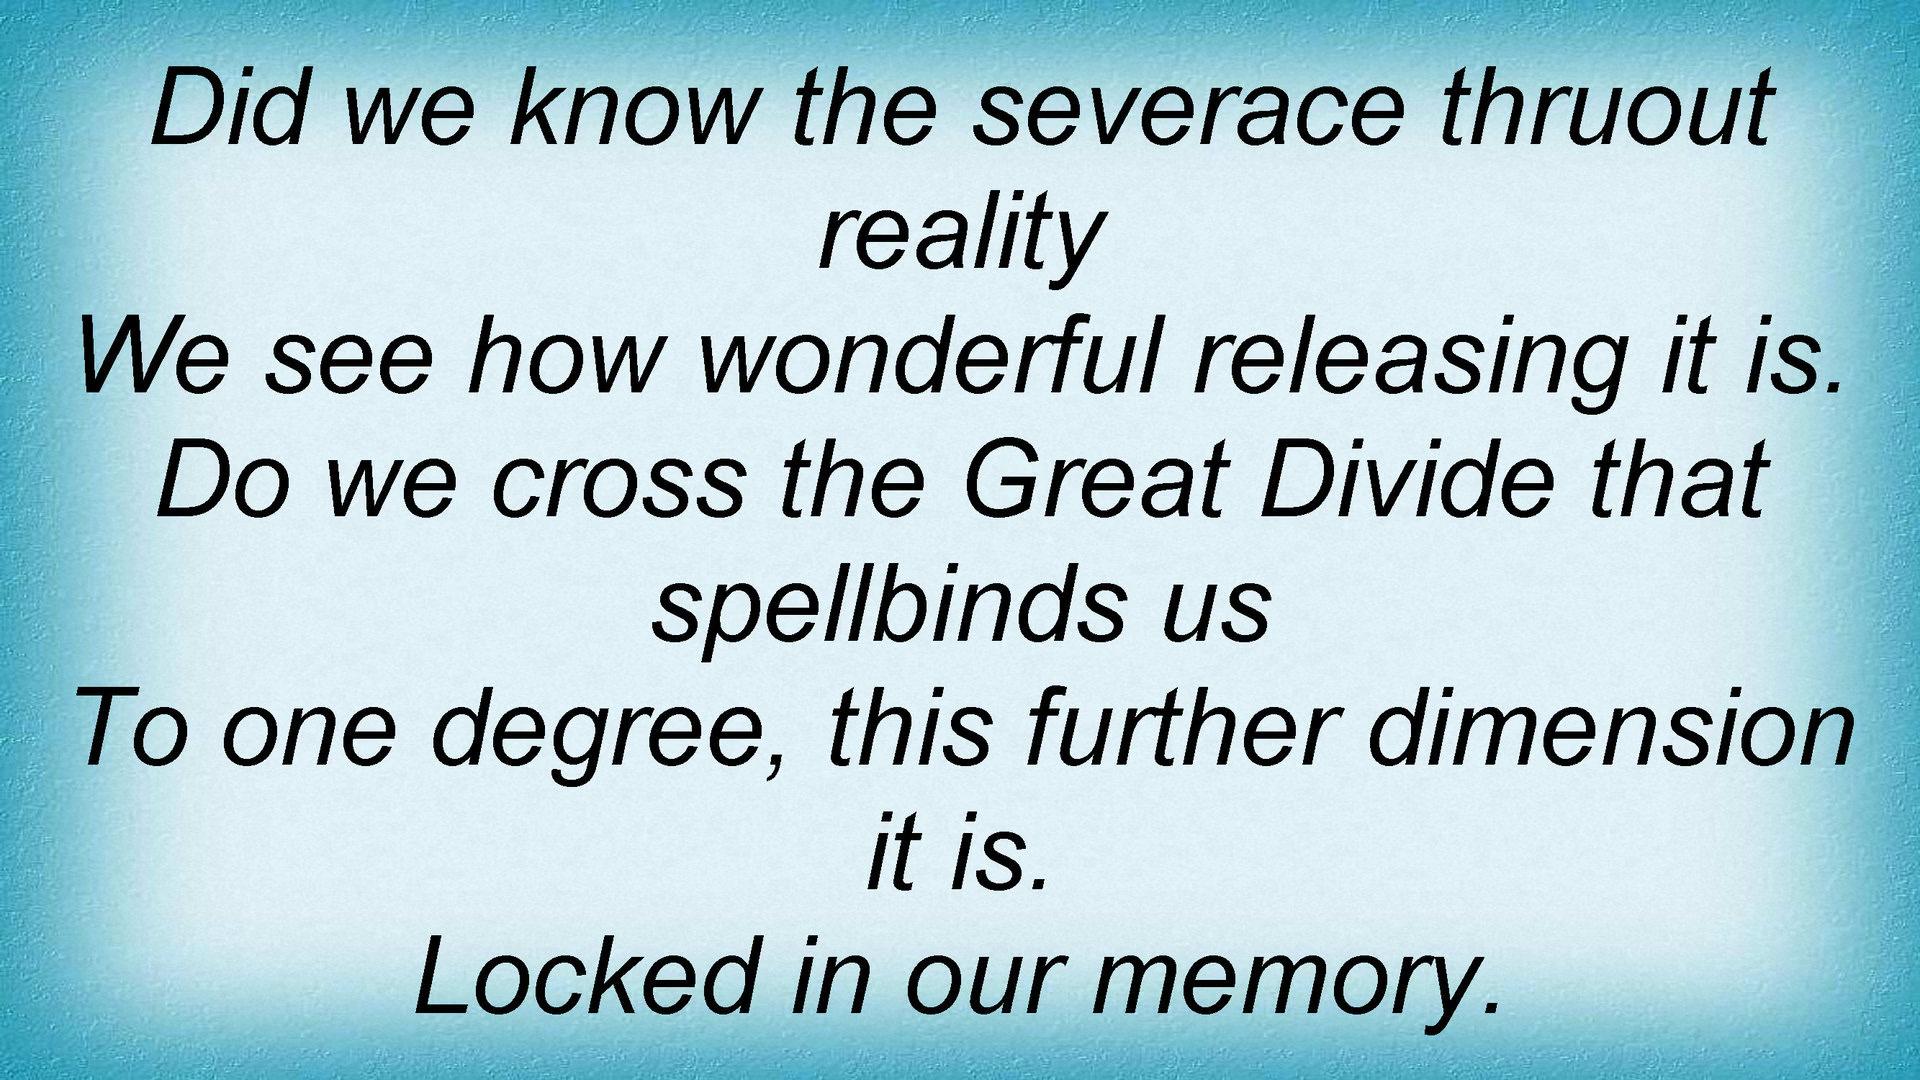 Did we know the severace thruout
reality
We see how wonderful releasing it is.
Do we cross the Great Divide that
spellbinds us
To one degree, this further dimension
it is.
Locked in our memory.